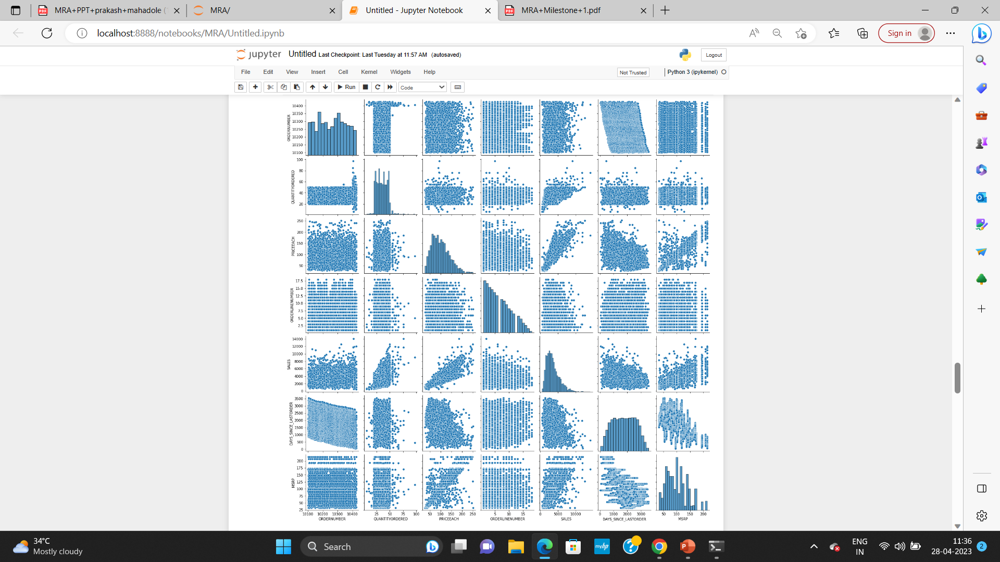 MRA+PPT+prakash+mahadole (
MRA/
Untitled - Jupyter Notebook
MRA+Milestone+1.pdf
localhost:8888/notebooks/MRA/Untitled.ipynb
Sign in
jupyter Untitled Last Checkpoint: Last Tuesday at 11:57 AM (autosaved)
Logout
File Edit View Insert Cell Kernel Widgets Help
Not Trusted
Python 3 (ipykernel)
Run
Code
ORDERNUMBER
10400
10350
10300
10250
10200
10150
10100
QUANTITYORDERED
100
80
60
40
20
PRICEEACH
250
200
150
100
50
ORDERLINENUMBER
17.5
15.0
12.5
10.0
7.5
5.0
2.5
SALES
14000
12000
10000
8000
6000
4000
2000
0
DAYS_SINCE_LASTORDER
3500
3000
2500
2000
1500
1000
500
0
MSRP
200
175
150
125
100
75
50
25
10100 10200 10300 10400
25 50 75 100
50 100 150 200 250
5 10 15
0 5000 10000
0 1000 2000 3000
50 100 150 200
ORDERNUMBER
QUANTITYORDERED
PRICEEACH
ORDERLINENUMBER
SALES
DAYS_SINCE_LASTORDER
MSRP
34°C
Mostly cloudy
Search
myhp
ENG
IN
11:36
28-04-2023
2